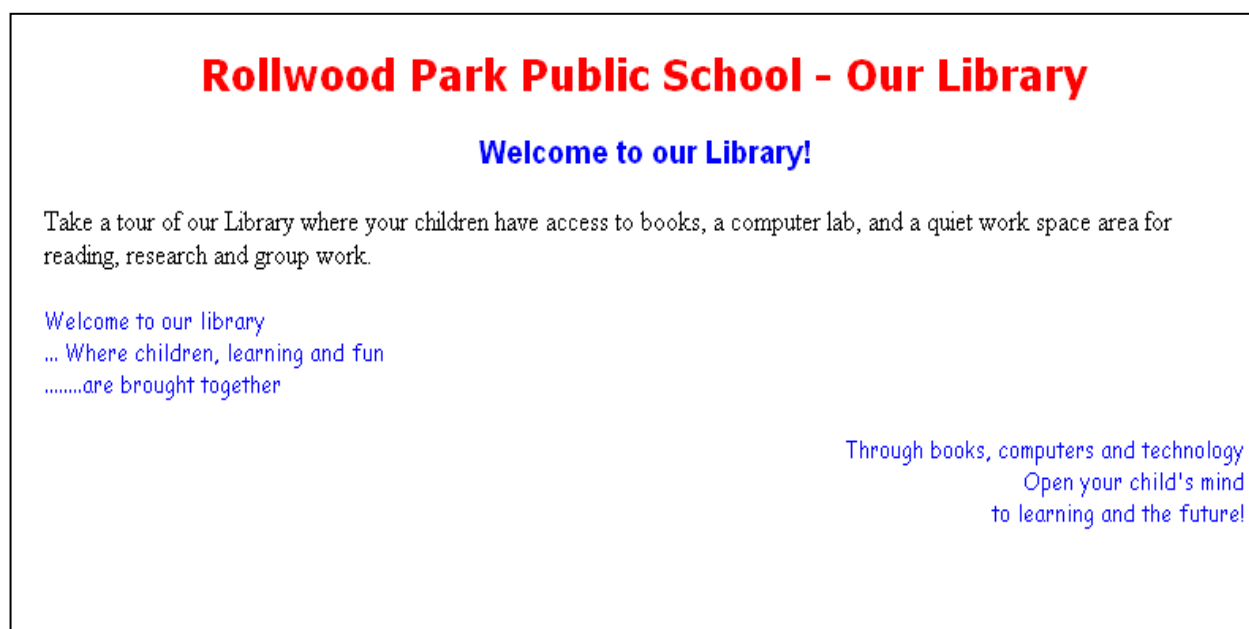 Rollwood Park Public School - Our Library
Welcome to our Library!
Take a tour of our Library where your children have access to books, a computer lab, and a quiet work space area for
reading, research and group work.
Welcome to our library
... Where children, learning and fun
........are brought together
Through books, computers and technology
Open your child's mind
to learning and the future!